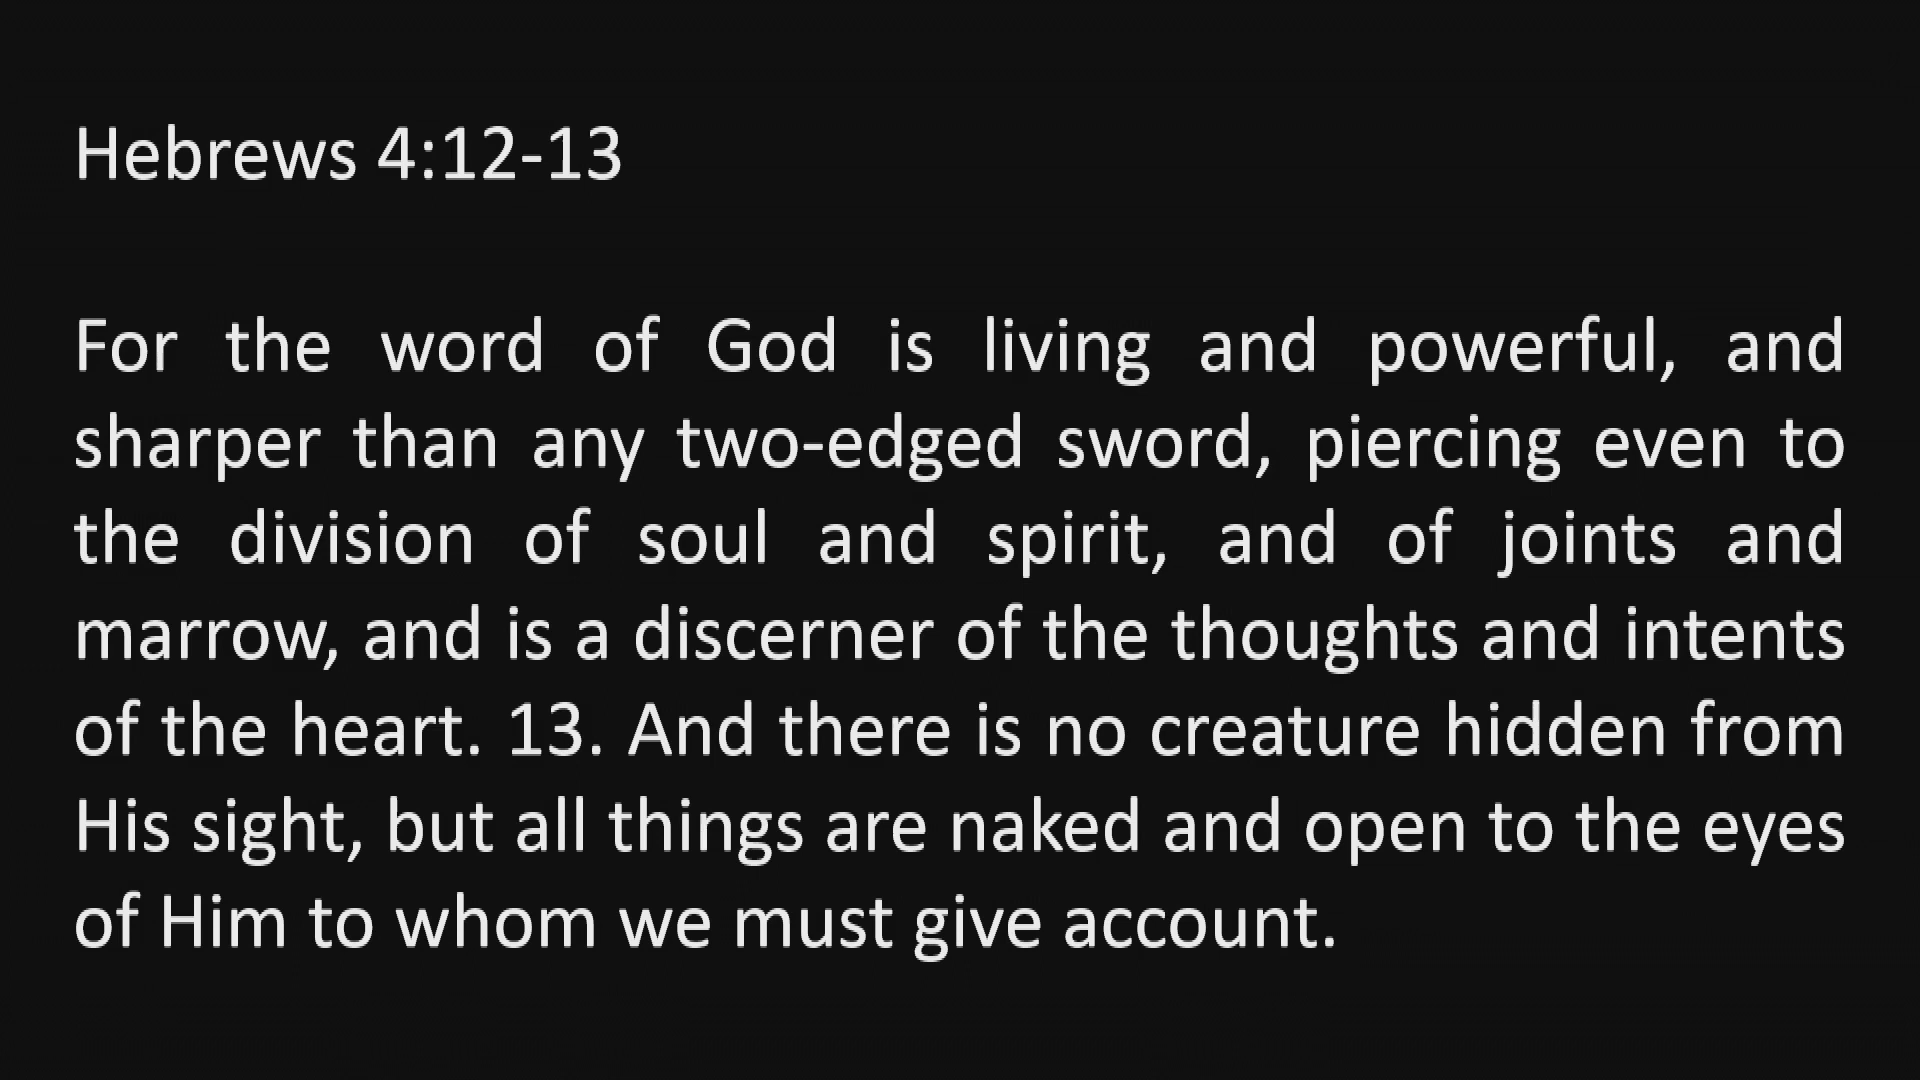 Hebrews 4:12-13
For the word of God is living and powerful, and
sharper than any two-edged sword, piercing even to
the division of soul and spirit, and of joints and
marrow, and is a discerner of the thoughts and intents
of the heart. 13. And there is no creature hidden from
His sight, but all things are naked and open to the eyes
of Him to whom we must give account.